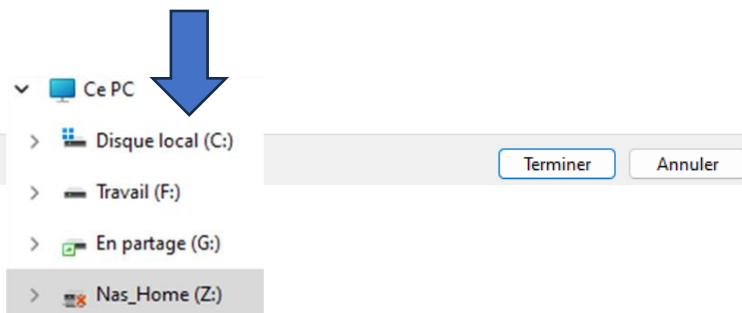 Ce PC
Disque local (C:)
Terminer Annuler
Travail (F:)
En partage (G:)
Nas_Home (Z:)